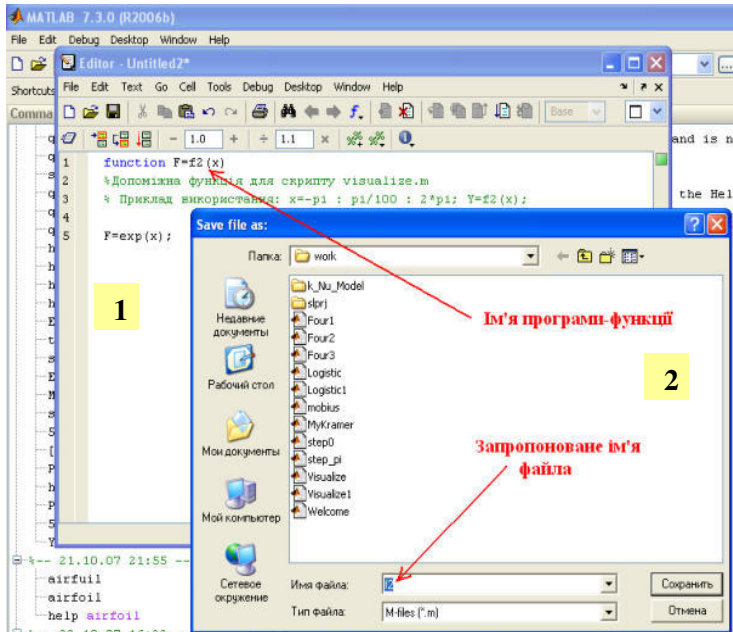 MATLAB 7.3.0 (R2006b)
File Edit Debug Desktop Window Help
Shortcuts
Comma
Editor - Untitled2*
File Edit Text Go Cell Tools Debug Desktop Window Help
Base
1.0
1.1
and is n
the Hel
1 function F=f2(x)
2 %Допоміжна функція для скрипту visualize.m
3 % Приклад використання: x=-pi : pi/100 : 2*pi; Y=f2(x);
4
5 F=exp(x);
1
Save file as:
Папка:
work
Недавние документы
Рабочий стол
Мои документы
Мой компьютер
Сетевое окружение
k_Nu_Model
slprj
Four1
Four2
Four3
Logistic
Logistic1
mobius
MyKramer
step0
step_pi
Visualize
Visualize1
Welcome
Ім'я програми-функції
2
Запропоноване ім'я
файла
Имя файла:
f2
Сохранить
Тип файла:
M-files (*.m)
Отмена
%-- 21.10.07 21:55 --
airfuil
airfoil
help airfoil